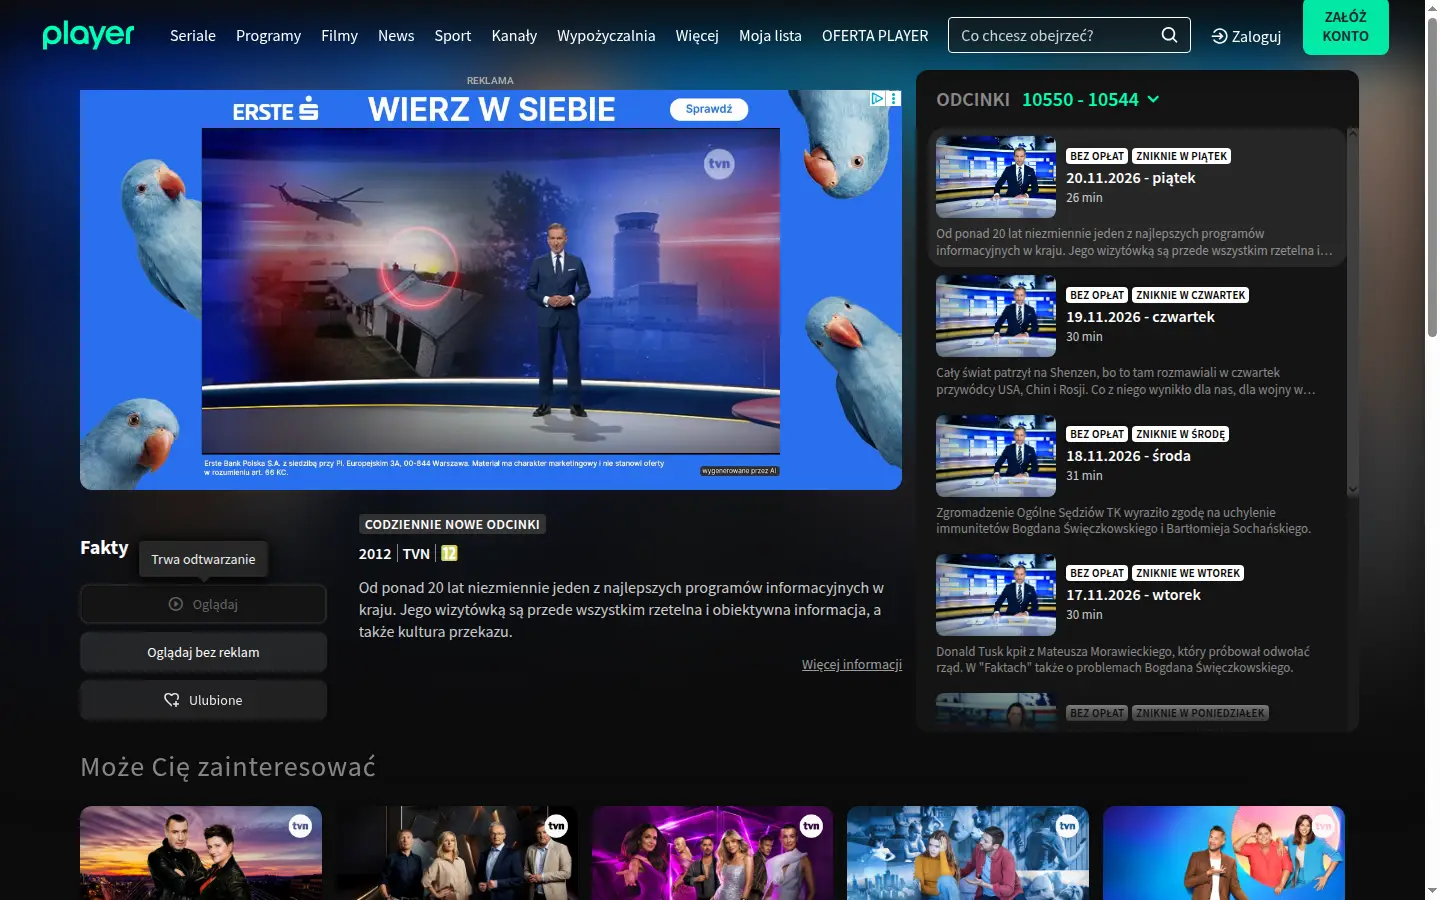 player
Seriale Programy Filmy News Sport Kanały Wypożyczalnia Więcej Moja lista OFERTA PLAYER
Co chcesz obejrzeć?
Zaloguj
ZAŁÓŻ
KONTO
REKLAMA
ERSTE
WIERZ W SIEBIE
Sprawdź
tvn
Erste Bank Polska S.A. z siedzibą przy Pl. Europejskim 3A, 00-844 Warszawa. Materiał ma charakter marketingowy i nie stanowi oferty
w rozumieniu art. 66 KC.
wygenerowane przez AI
Fakty
Trwa odtwarzanie
Oglądaj
Oglądaj bez reklam
Ulubione
CODZIENNIE NOWE ODCINKI
2012 TVN 12
Od ponad 20 lat niezmiennie jeden z najlepszych programów informacyjnych w
kraju. Jego wizytówką są przede wszystkim rzetelna i obiektywna informacja, a
także kultura przekazu.
Więcej informacji
ODCINKI 10550 - 10544
BEZ OPŁAT ZNIKNIE W PIĄTEK
20.11.2026 - piątek
26 min
Od ponad 20 lat niezmiennie jeden z najlepszych programów
informacyjnych w kraju. Jego wizytówką są przede wszystkim rzetelna i...
BEZ OPŁAT ZNIKNIE W CZWARTEK
19.11.2026 - czwartek
30 min
Cały świat patrzył na Shenzen, bo to tam rozmawiali w czwartek
przywódcy USA, Chin i Rosji. Co z niego wynikło dla nas, dla wojny w...
BEZ OPŁAT ZNIKNIE W ŚRODĘ
18.11.2026 - środa
31 min
Zgromadzenie Ogólne Sędziów TK wyraziło zgodę na uchylenie
immunitetów Bogdana Święczkowskiego i Bartłomieja Sochańskiego.
BEZ OPŁAT ZNIKNIE WE WTOREK
17.11.2026 - wtorek
30 min
Donald Tusk kpił z Mateusza Morawieckiego, który próbował odwołać
rząd. W "Faktach" także o problemach Bogdana Święczkowskiego.
BEZ OPŁAT ZNIKNIE W PONIEDZIAŁEK
Może Cię zainteresować
tvn
tvn
tvn
tvn
tvn